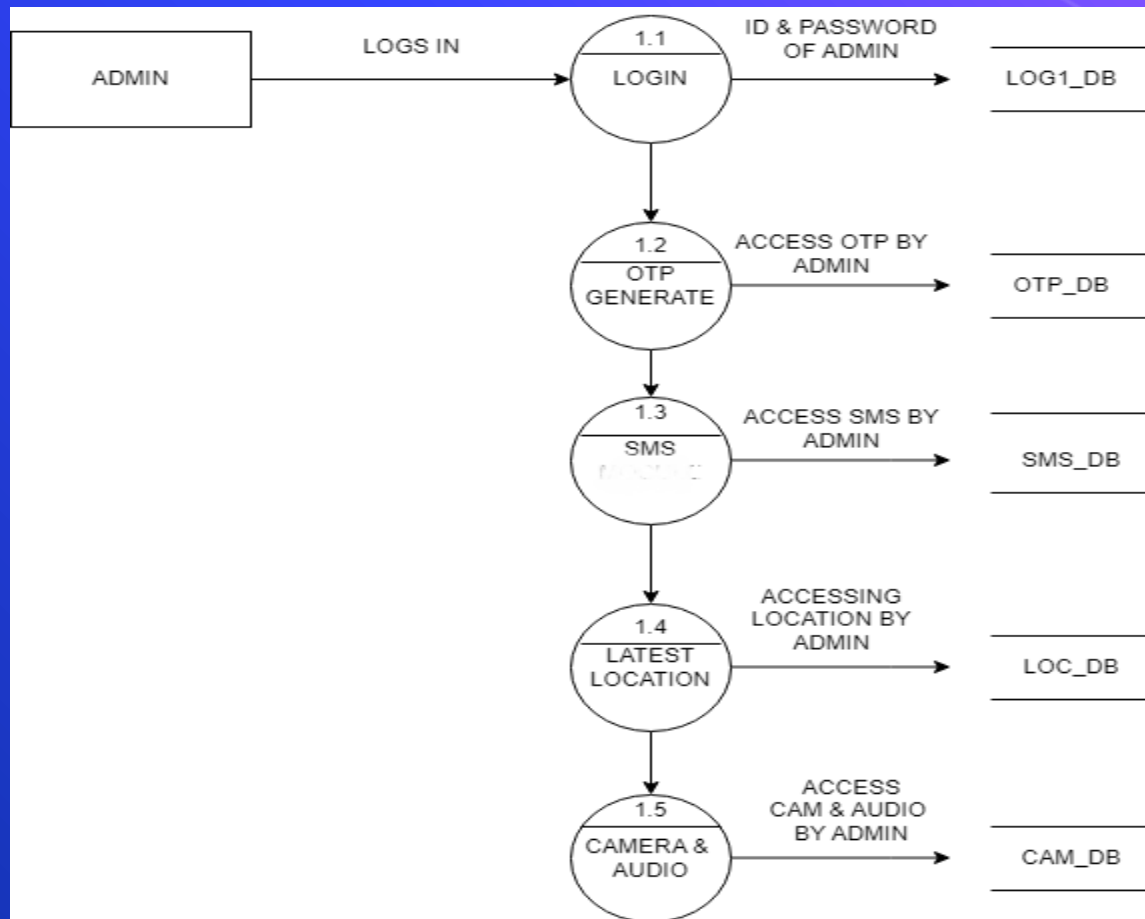 ADMIN
LOGS IN
1.1
LOGIN
ID & PASSWORD
OF ADMIN
LOG1_DB
1.2
OTP
GENERATE
ACCESS OTP BY
ADMIN
OTP_DB
1.3
SMS
ACCESS SMS BY
ADMIN
SMS_DB
1.4
LATEST
LOCATION
ACCESSING
LOCATION BY
ADMIN
LOC_DB
1.5
CAMERA &
AUDIO
ACCESS
CAM & AUDIO
BY ADMIN
CAM_DB